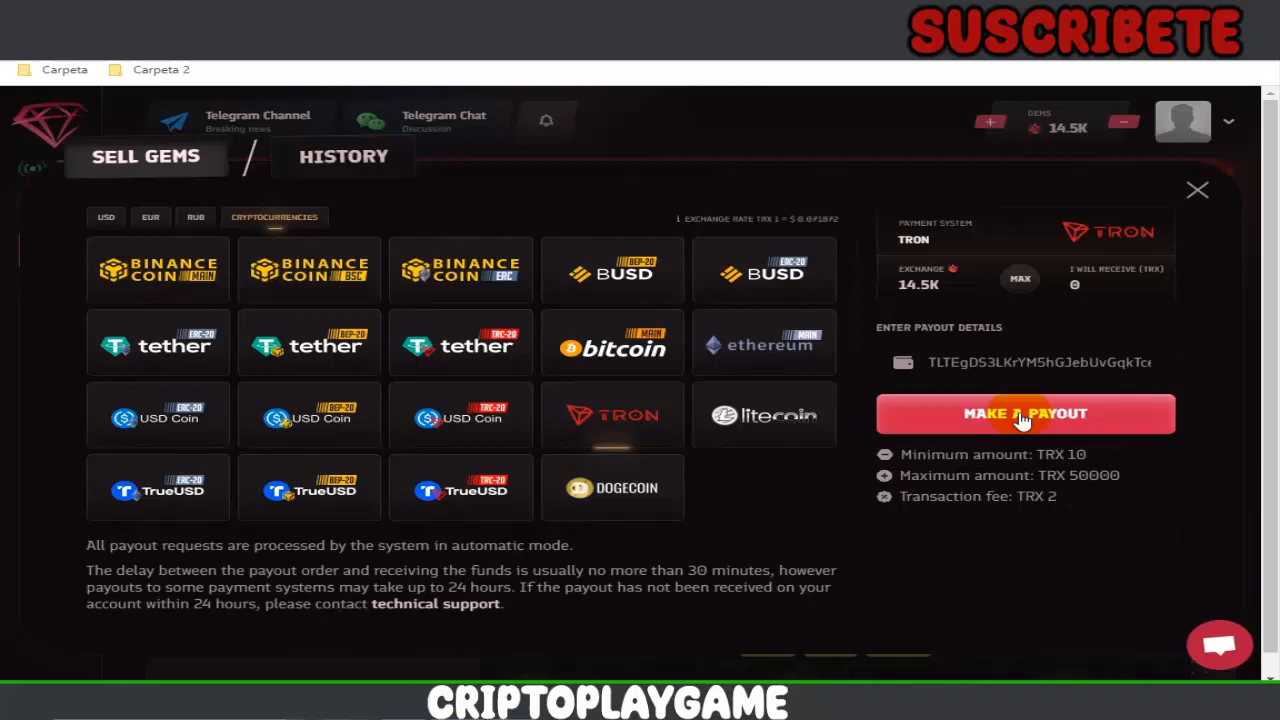 SUSCRIBETE
Carpeta
Carpeta 2
Telegram Channel
Breaking news
Telegram Chat
Discussion
GEMS
14.5K
SELL GEMS / HISTORY
USD EUR RUB CRYPTOCURRENCIES
EXCHANGE RATE TRX 1 = $ 0.071872
BINANCE COIN MAIN
BINANCE COIN BSC
BINANCE COIN ERC
BUSD BEP-20
BUSD ERC-20
tether ERC-20
tether BEP-20
tether TRC-20
bitcoin MAIN
ethereum MAIN
USD Coin ERC-20
USD Coin BEP-20
USD Coin TRC-20
TRON
litecoin
TrueUSD ERC-20
TrueUSD BEP-20
TrueUSD TRC-20
DOGECOIN
All payout requests are processed by the system in automatic mode.
The delay between the payout order and receiving the funds is usually no more than 30 minutes, however
payouts to some payment systems may take up to 24 hours. If the payout has not been received on your
account within 24 hours, please contact technical support.
PAYMENT SYSTEM
TRON
TRON
EXCHANGE
14.5K
MAX
I WILL RECEIVE (TRX)
0
ENTER PAYOUT DETAILS
TLTEgDS3LKrYM5hGJebUvGqkTce
MAKE A PAYOUT
Minimum amount: TRX 10
Maximum amount: TRX 50000
Transaction fee: TRX 2
CRIPTOPLAYGAME